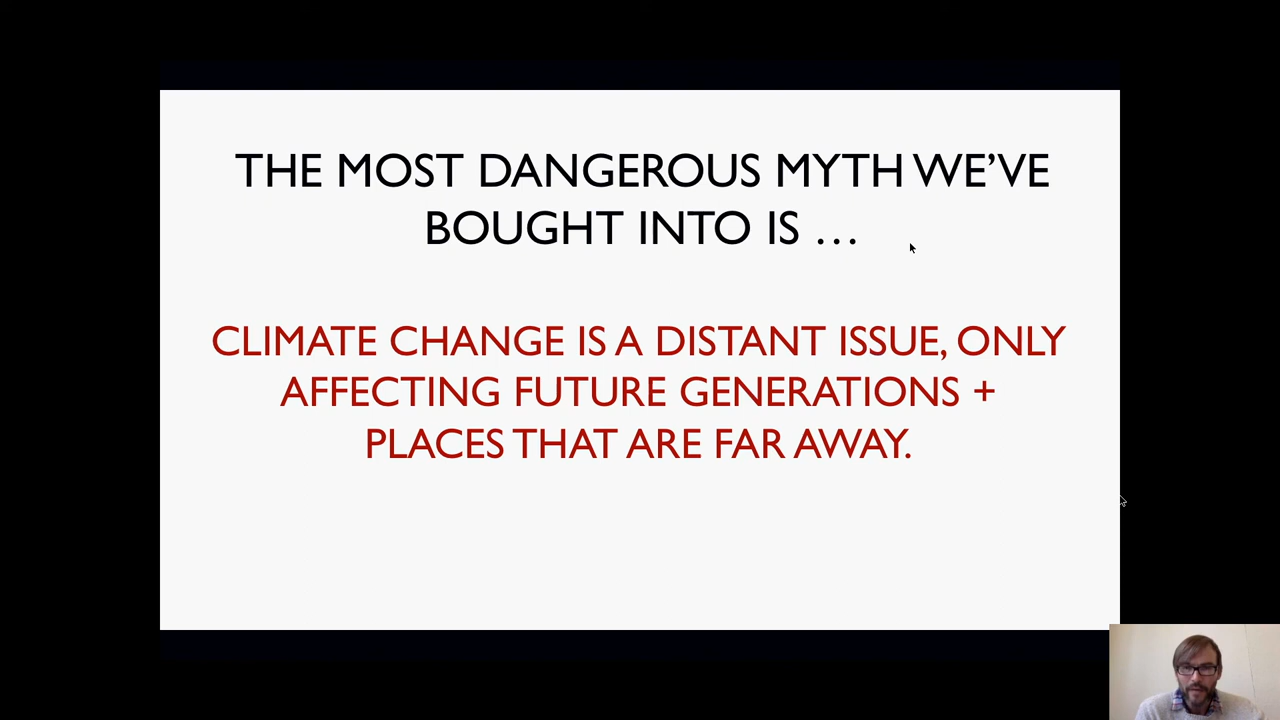 THE MOST DANGEROUS MYTH WE’VE
BOUGHT INTO IS …
CLIMATE CHANGE IS A DISTANT ISSUE, ONLY
AFFECTING FUTURE GENERATIONS +
PLACES THAT ARE FAR AWAY.